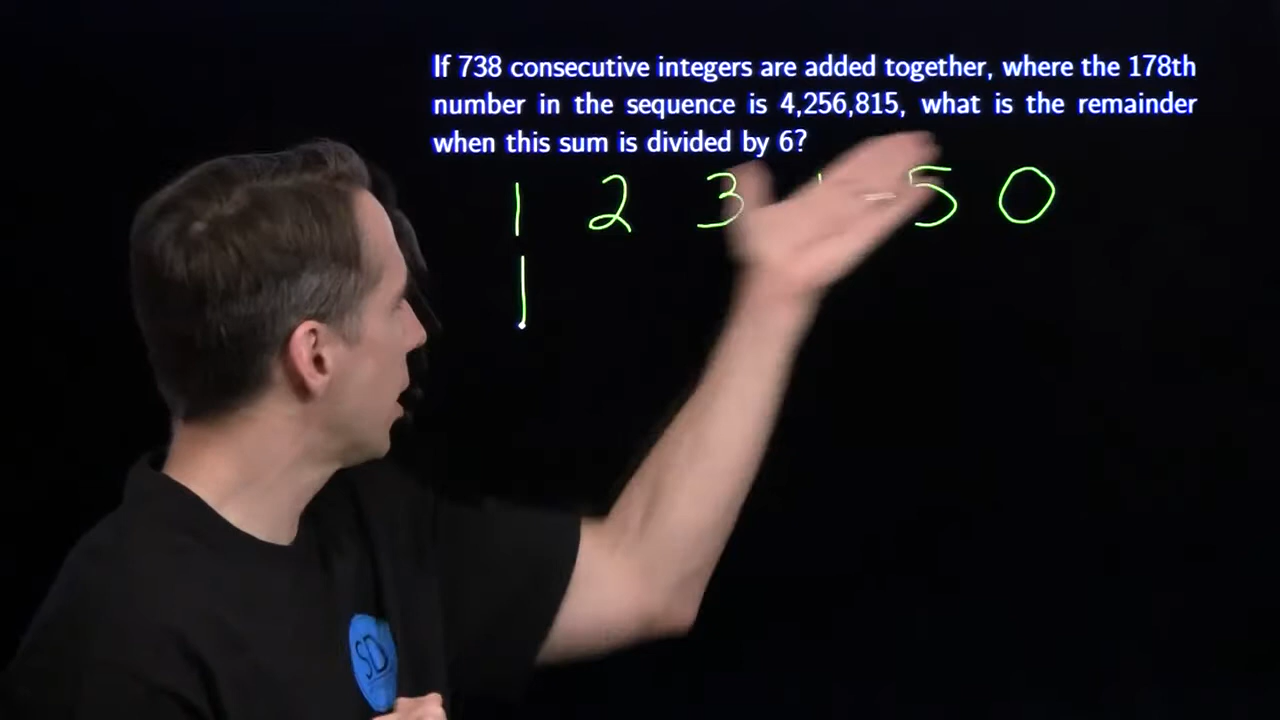 If 738 consecutive integers are added together, where the 178th
number in the sequence is 4,256,815, what is the remainder
when this sum is divided by 6?
1 2 3 5 0
1
SD